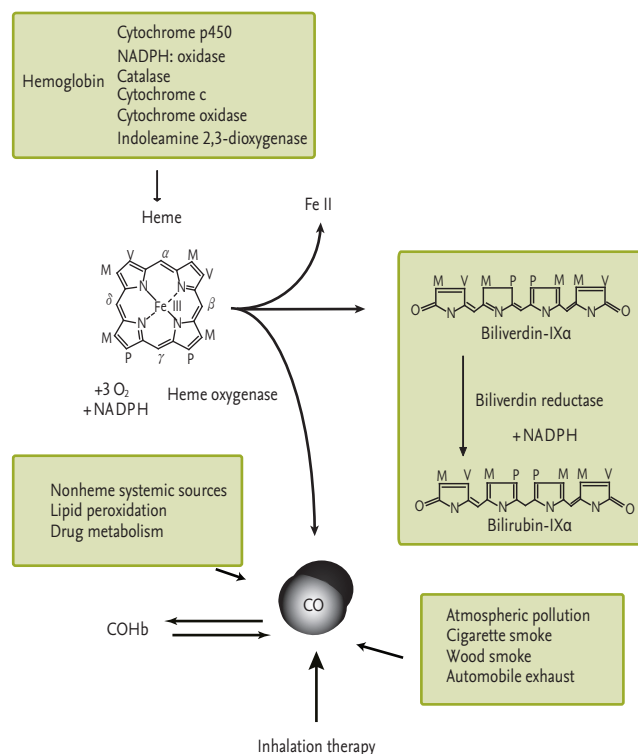 Hemoglobin
Cytochrome p450
NADPH: oxidase
Catalase
Cytochrome c
Cytochrome oxidase
Indoleamine 2,3-dioxygenase
Heme
Fe II
V α M
M V
N N
δ Fe III β
N N
M M
P γ P
+3 O₂
+NADPH
Heme oxygenase
M V M P P M M V
O N N N N O
Biliverdin-IXα
Biliverdin reductase
+NADPH
M V M P P M M V
O N N N N O
Bilirubin-IXα
Nonheme systemic sources
Lipid peroxidation
Drug metabolism
CO
COHb
Atmospheric pollution
Cigarette smoke
Wood smoke
Automobile exhaust
Inhalation therapy